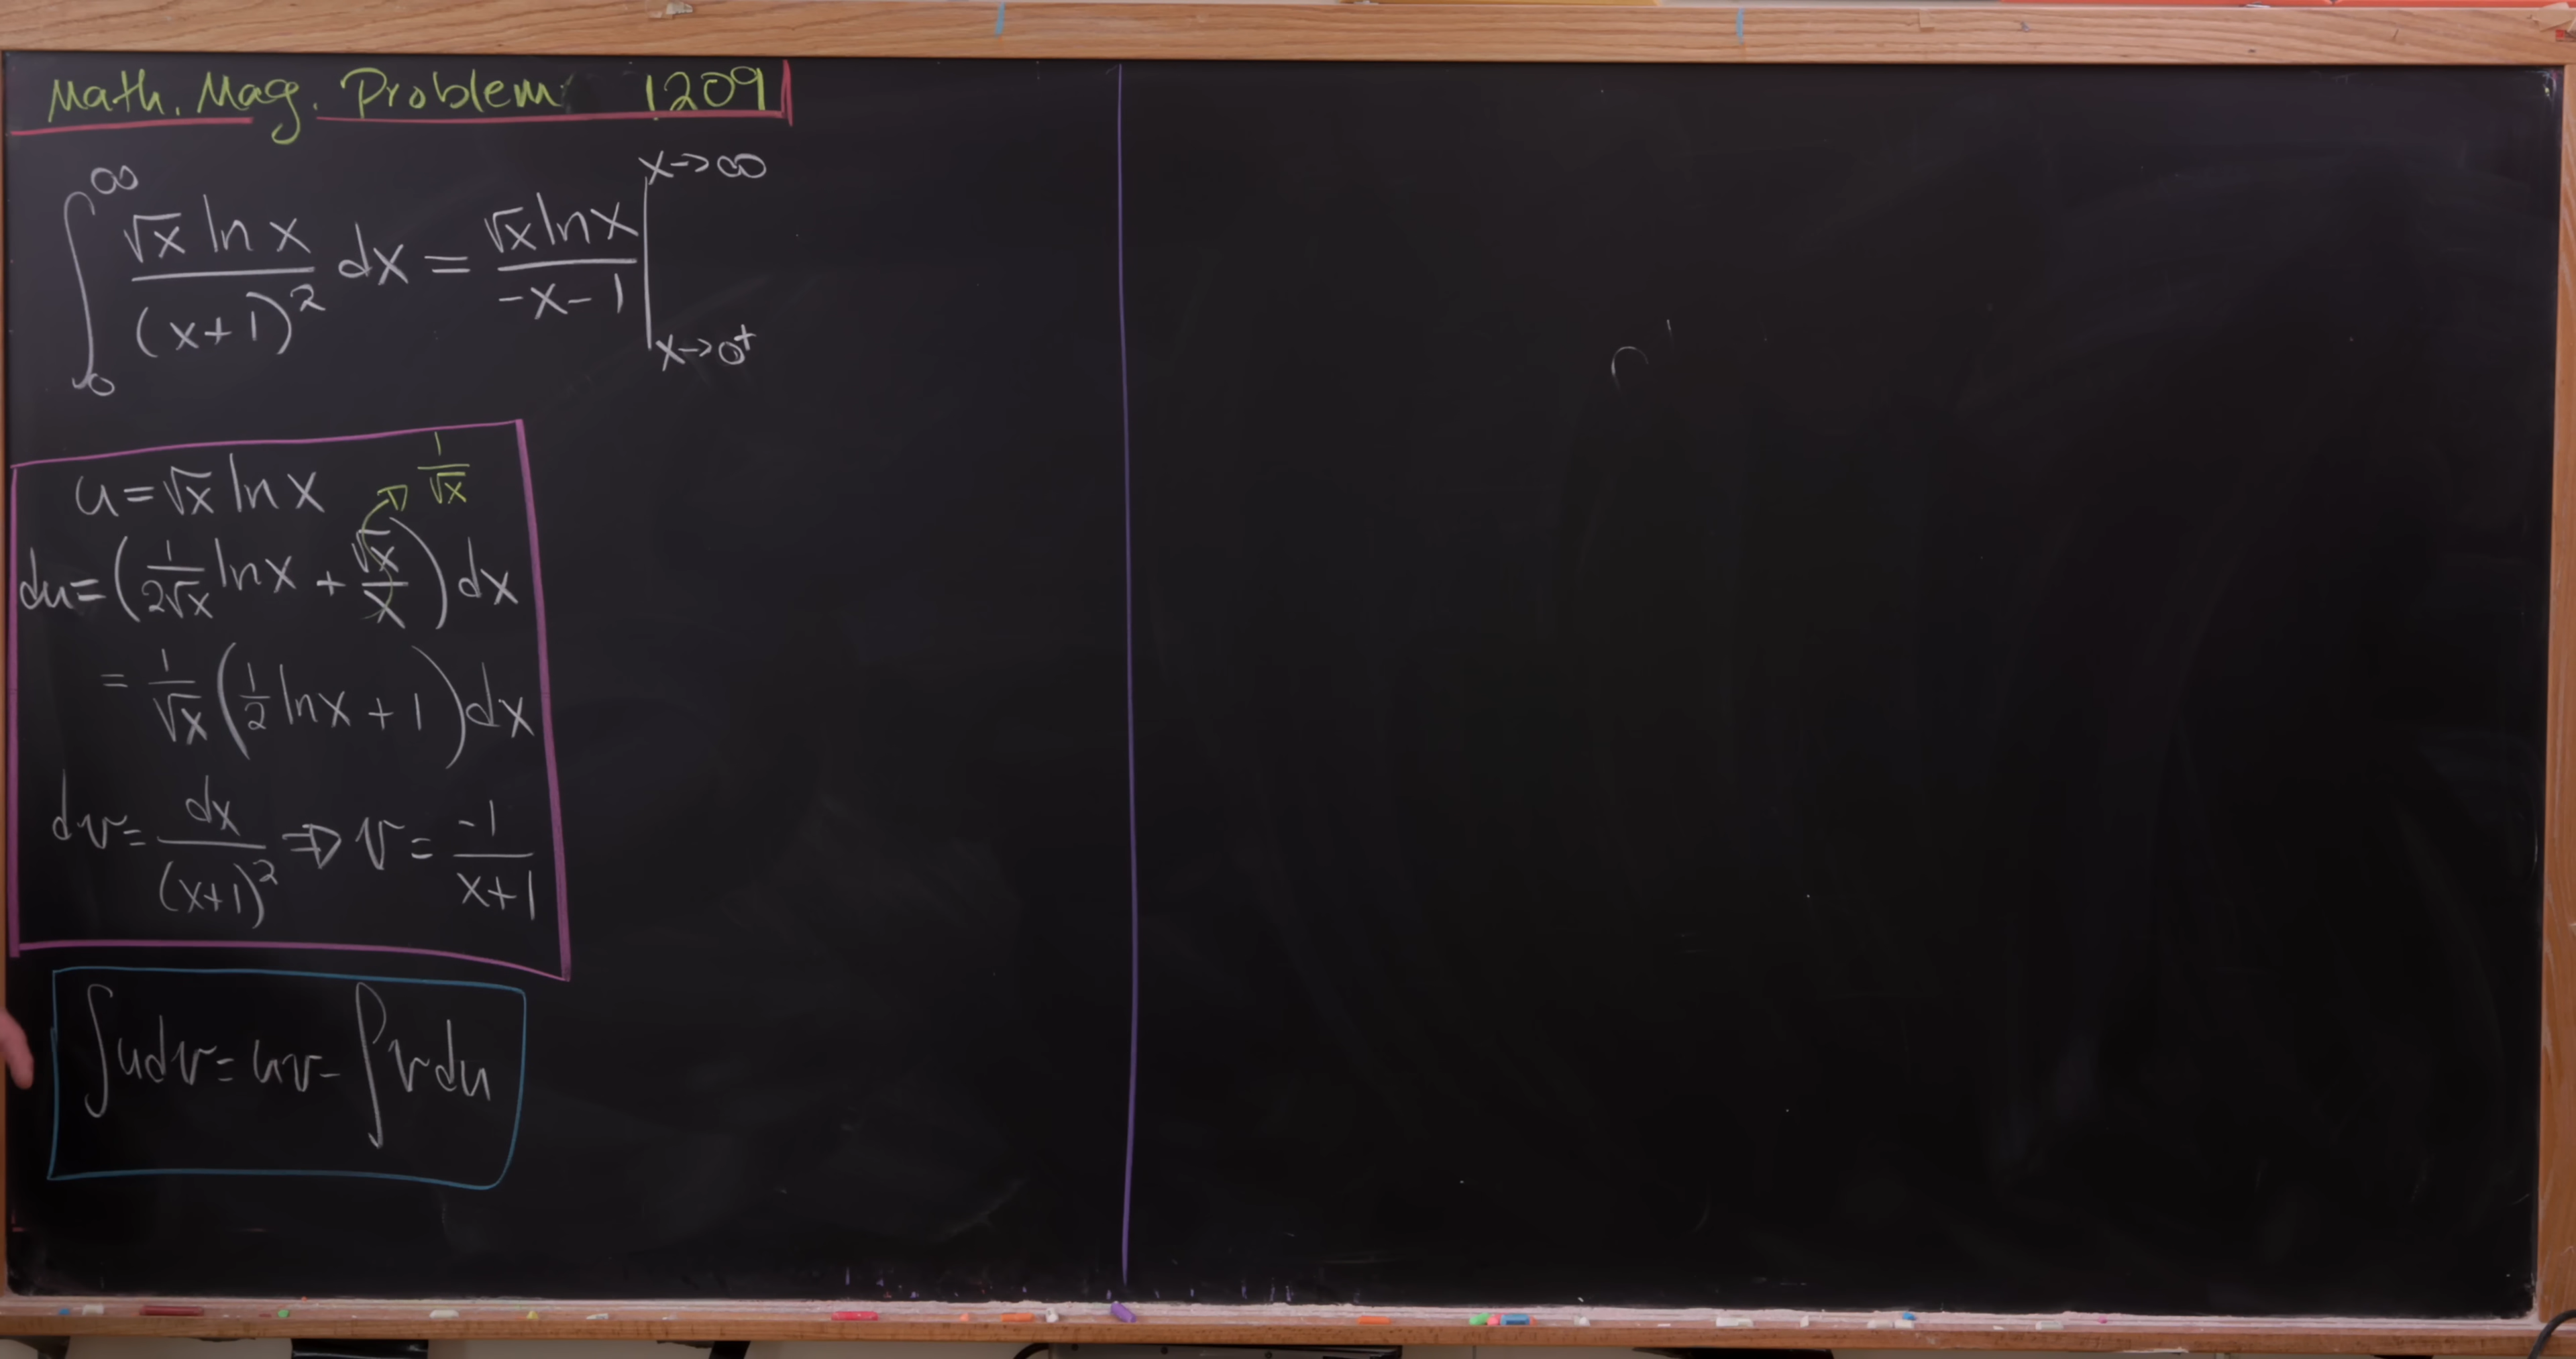 Math. Mag. Problem 1209
∫₀^∞ (√x ln x)/((x+1)²) dx = (√x ln x)/(-x-1) |_{x→0⁺}^{x→∞}
u = √x ln x
1/√x
du = (1/(2√x) ln x + √x/x) dx
= 1/√x (1/2 ln x + 1) dx
dv = dx/((x+1)²) ⇒ v = -1/(x+1)
∫u dv = uv - ∫v du